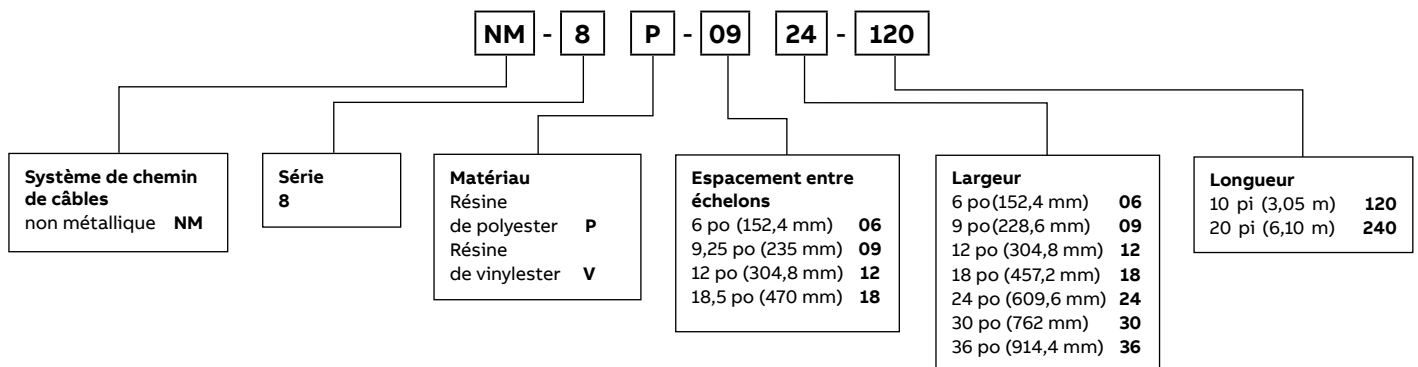 NM - 8 P - 09 24 - 120
Système de chemin
de câbles
non métallique NM
Série
8
Matériau
Résine
de polyester P
Résine
de vinylester V
Espacement entre
échelons
6 po (152,4 mm) 06
9,25 po (235 mm) 09
12 po (304,8 mm) 12
18,5 po (470 mm) 18
Largeur
6 po(152,4 mm) 06
9 po(228,6 mm) 09
12 po (304,8 mm) 12
18 po (457,2 mm) 18
24 po (609,6 mm) 24
30 po (762 mm) 30
36 po (914,4 mm) 36
Longueur
10 pi (3,05 m) 120
20 pi (6,10 m) 240